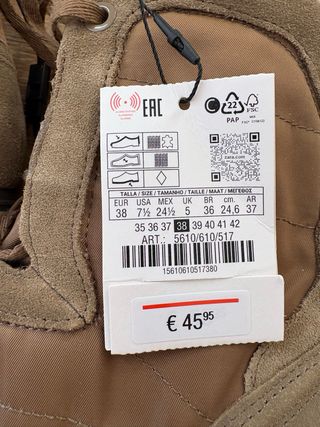 EAC
22
PAP
FSC
zara.com
TALLA / SIZE / TAMANHO / TAILLE / MAAT / ΜΕΓΕΘΟΣ
EUR USA MEX UK BR cm. AR
38 7½ 24½ 5 36 24,6 37
35 36 37 38 39 40 41 42
ART.: 5610/610/517
15610610517380
€ 45⁹⁵